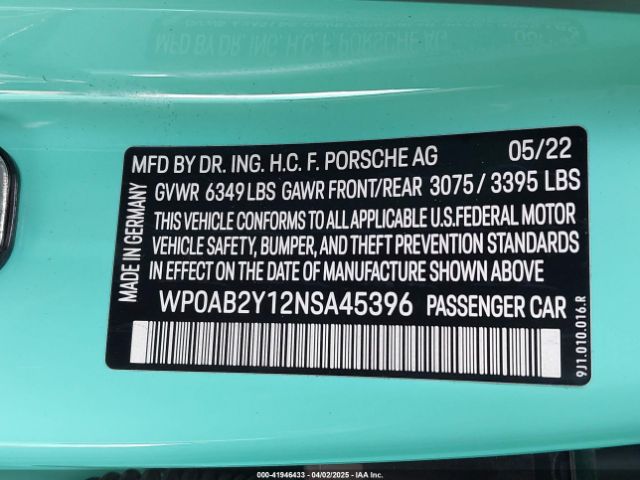 MFD BY DR. ING. H.C. F. PORSCHE AG 05/22
GVWR 6349 LBS GAWR FRONT/REAR 3075 / 3395 LBS
THIS VEHICLE CONFORMS TO ALL APPLICABLE U.S.FEDERAL MOTOR
VEHICLE SAFETY, BUMPER, AND THEFT PREVENTION STANDARDS
IN EFFECT ON THE DATE OF MANUFACTURE SHOWN ABOVE
WP0AB2Y12NSA45396 PASSENGER CAR
MADE IN GERMANY
9J1.010.016.R
000-41946433 - 04/02/2025 - IAA Inc.